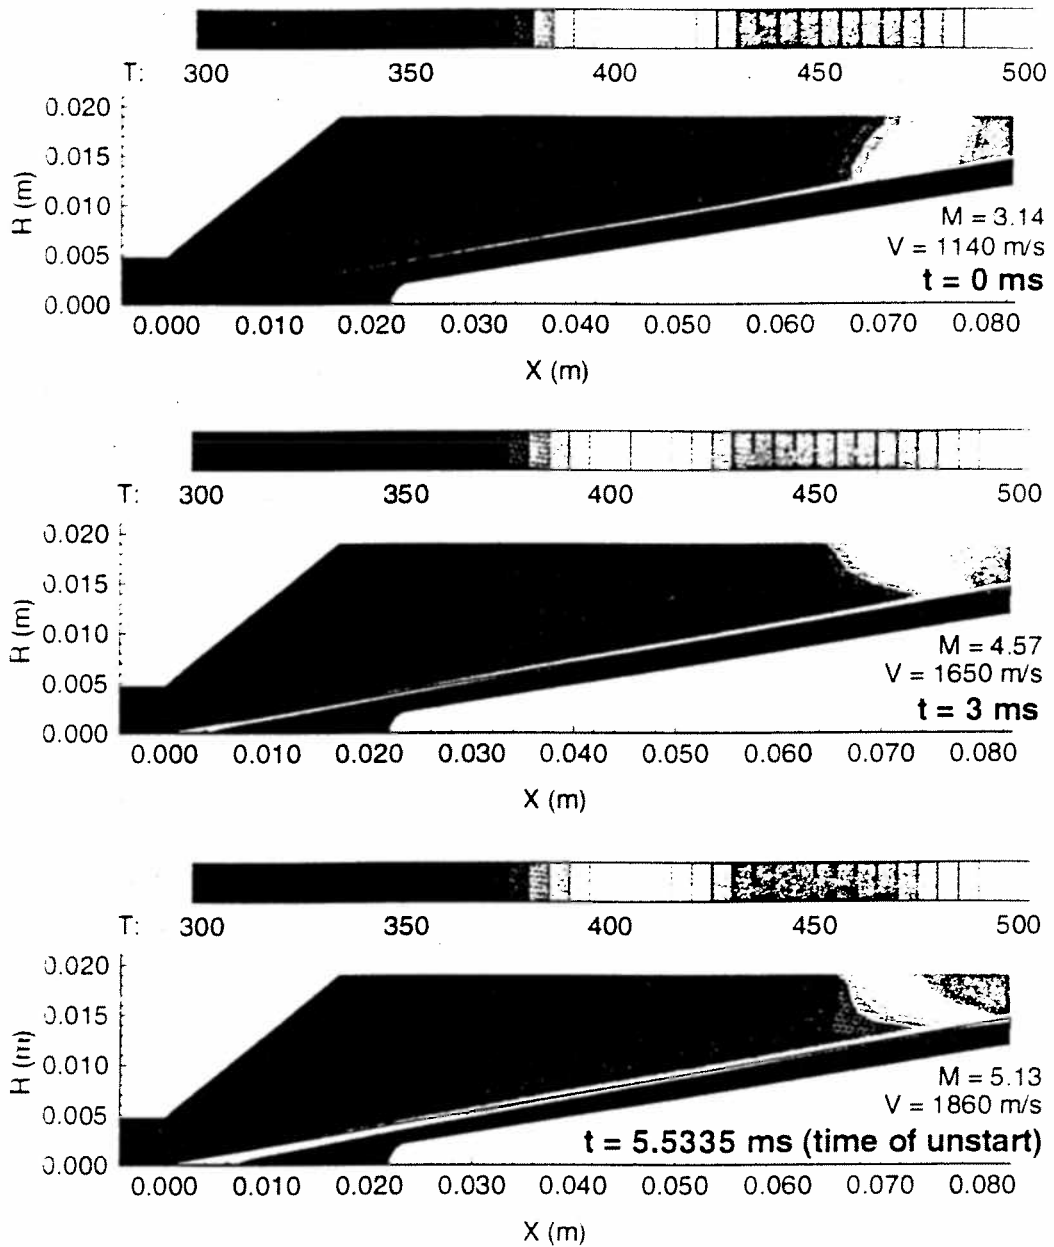 T: 300 350 400 450 500
0.020
0.015
0.010
0.005
0.000
R (m)
M = 3.14
V = 1140 m/s
t = 0 ms
0.000 0.010 0.020 0.030 0.040 0.050 0.060 0.070 0.080
X (m)
T: 300 350 400 450 500
0.020
0.015
0.010
0.005
0.000
R (m)
M = 4.57
V = 1650 m/s
t = 3 ms
0.000 0.010 0.020 0.030 0.040 0.050 0.060 0.070 0.080
X (m)
T: 300 350 400 450 500
0.020
0.015
0.010
0.005
0.000
R (m)
M = 5.13
V = 1860 m/s
t = 5.5335 ms (time of unstart)
0.000 0.010 0.020 0.030 0.040 0.050 0.060 0.070 0.080
X (m)